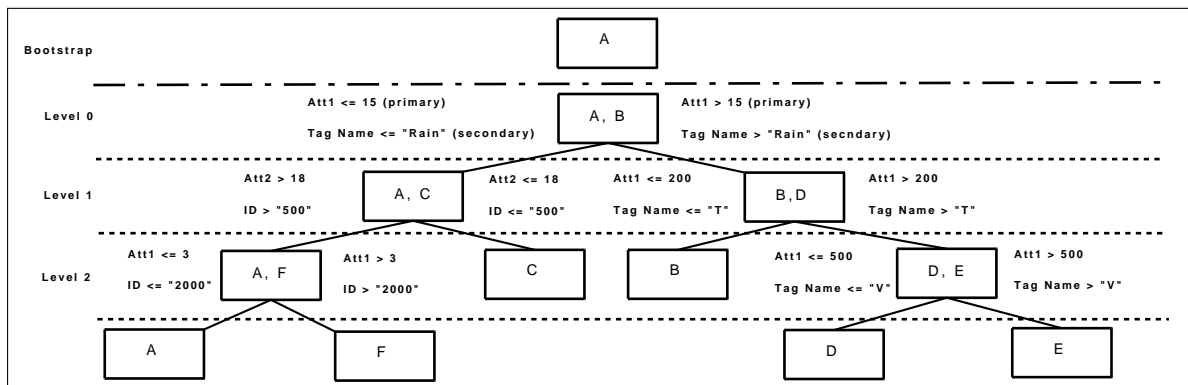 A
Bootstrap
Att1 <= 15 (primary)
Att1 > 15 (primary)
Level 0
A, B
Tag Name <= "Rain" (secondary)
Tag Name > "Rain" (secndary)
Att2 > 18
Att2 <= 18
Att1 <= 200
Att1 > 200
Level 1
A, C
B,D
ID > "500"
ID <= "500"
Tag Name <= "T"
Tag Name > "T"
Att1 <= 3
Att1 > 3
Att1 <= 500
Att1 > 500
Level 2
A, F
C
B
D, E
ID <= "2000"
ID > "2000"
Tag Name <= "V"
Tag Name > "V"
A
F
D
E